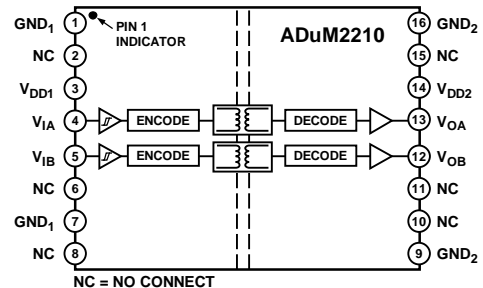 GND1 1 PIN 1 INDICATOR ADuM2210 16 GND2
NC 2 15 NC
VDD1 3 14 VDD2
VIA 4 ENCODE DECODE 13 VOA
VIB 5 ENCODE DECODE 12 VOB
NC 6 11 NC
GND1 7 10 NC
NC 8 9 GND2
NC = NO CONNECT